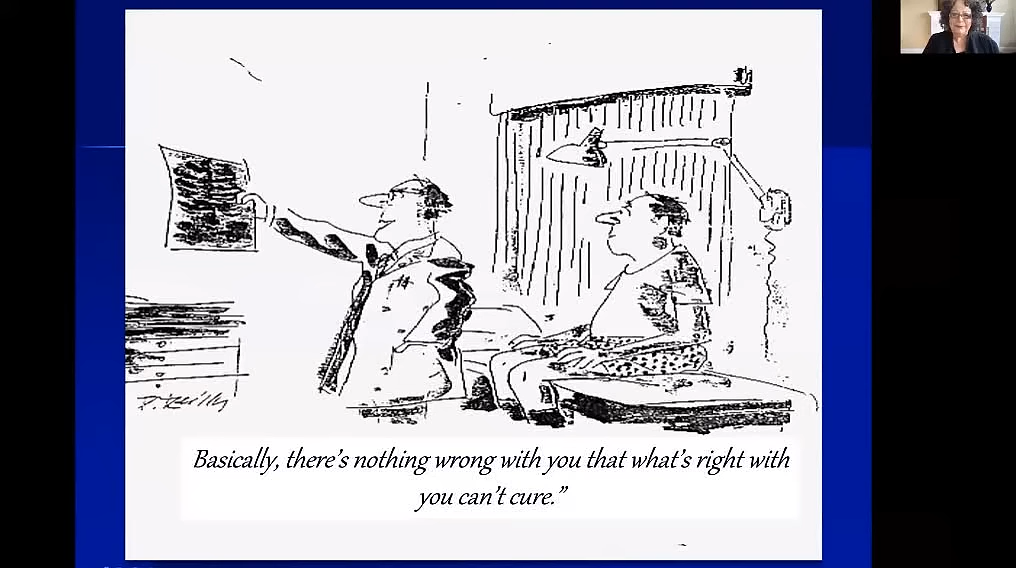 Basically, there's nothing wrong with you that what's right with
you can't cure."